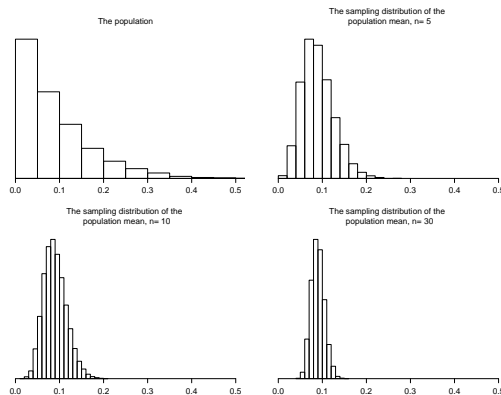 The population
0.0 0.1 0.2 0.3 0.4 0.5
The sampling distribution of the
population mean, n= 5
0.0 0.1 0.2 0.3 0.4 0.5
The sampling distribution of the
population mean, n= 10
0.0 0.1 0.2 0.3 0.4 0.5
The sampling distribution of the
population mean, n= 30
0.0 0.1 0.2 0.3 0.4 0.5